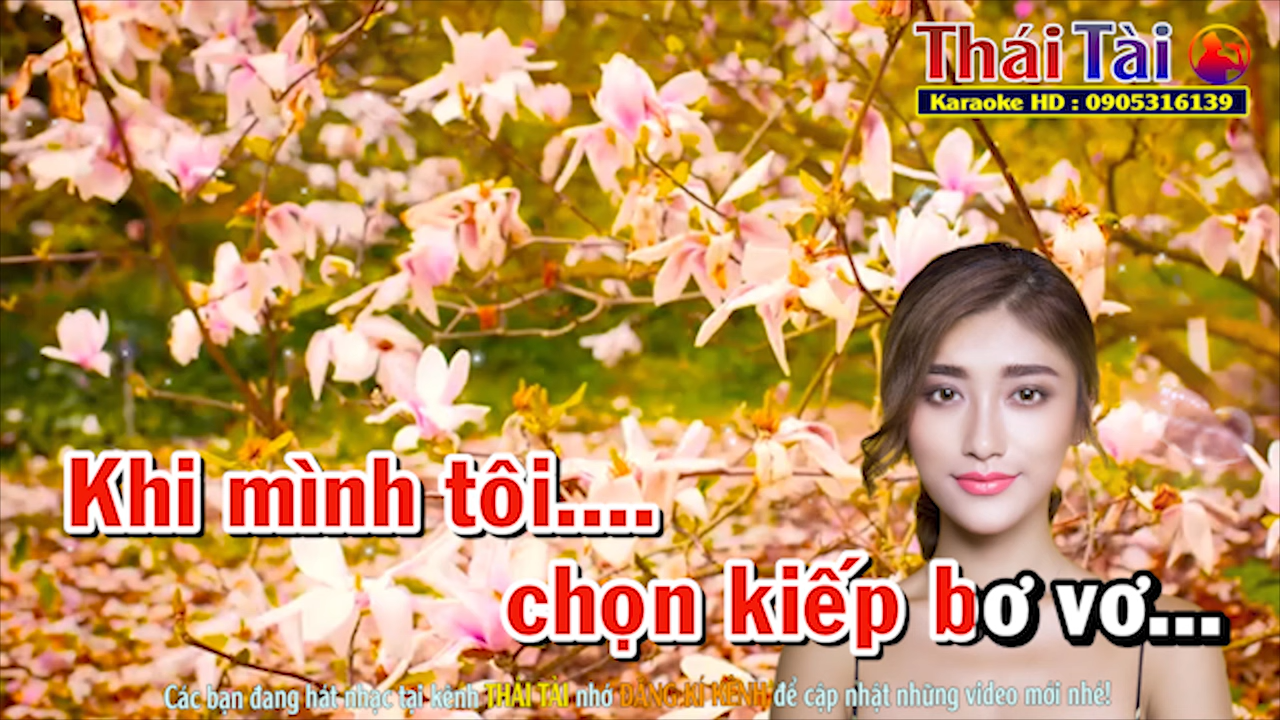 Thái Tài
Karaoke HD : 0905316139
Khi mình tôi....
chọn kiếp bơ vơ...
Các bạn đang hát nhạc tại kênh THÁI TÀI nhớ ĐĂNG KÍ KÊNH để cập nhật những video mới nhé!